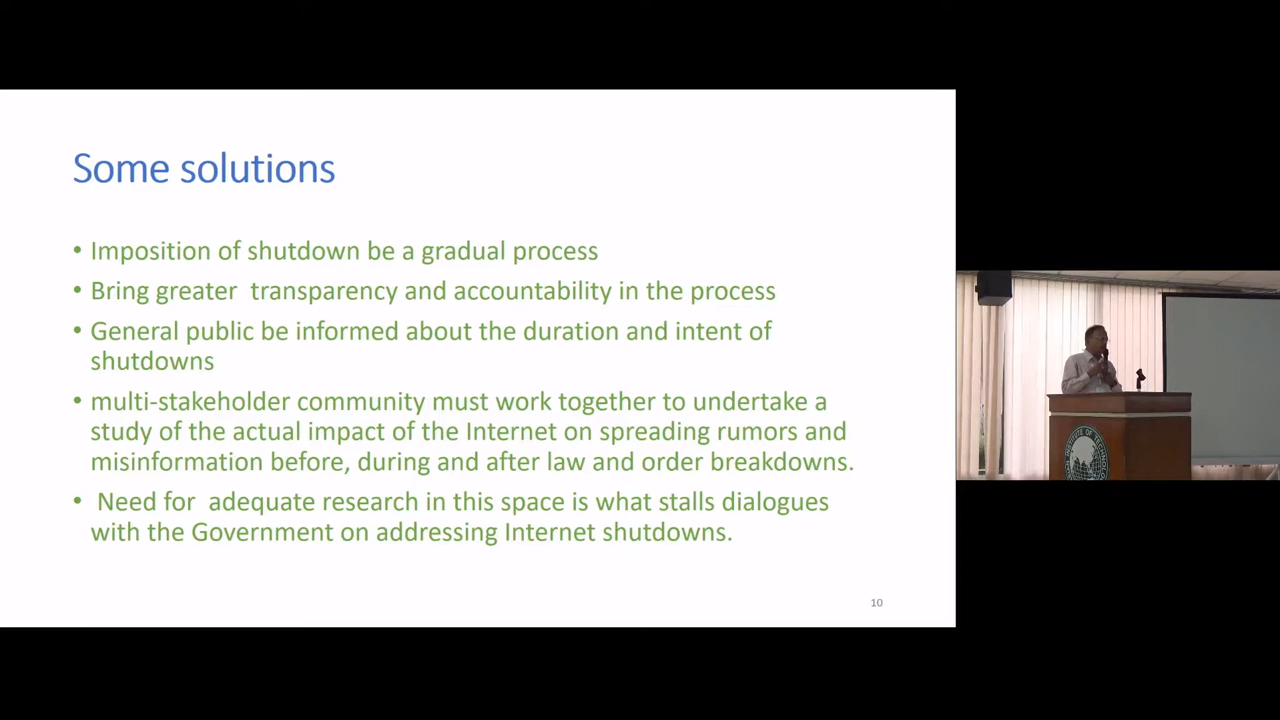 Some solutions
• Imposition of shutdown be a gradual process
• Bring greater  transparency and accountability in the process
• General public be informed about the duration and intent of
shutdowns
• multi-stakeholder community must work together to undertake a
study of the actual impact of the Internet on spreading rumors and
misinformation before, during and after law and order breakdowns.
•  Need for  adequate research in this space is what stalls dialogues
with the Government on addressing Internet shutdowns.
10
INSTITUTE OF TECHNOLOGY